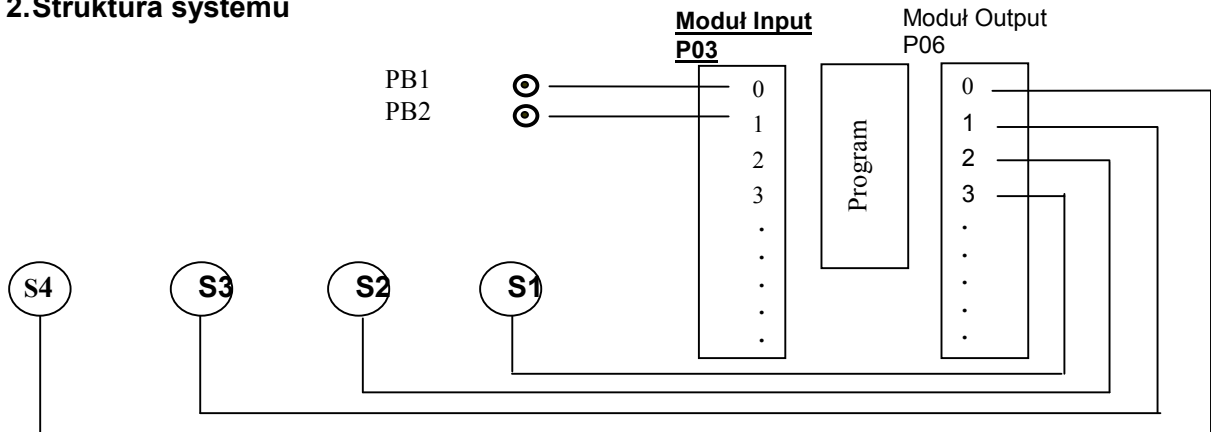 2.Struktura systemu
Moduł Input
P03
Moduł Output
P06
PB1
PB2
0
1
2
3
.
.
.
.
.
Program
0
1
2
3
.
.
.
.
.
S4
S3
S2
S1